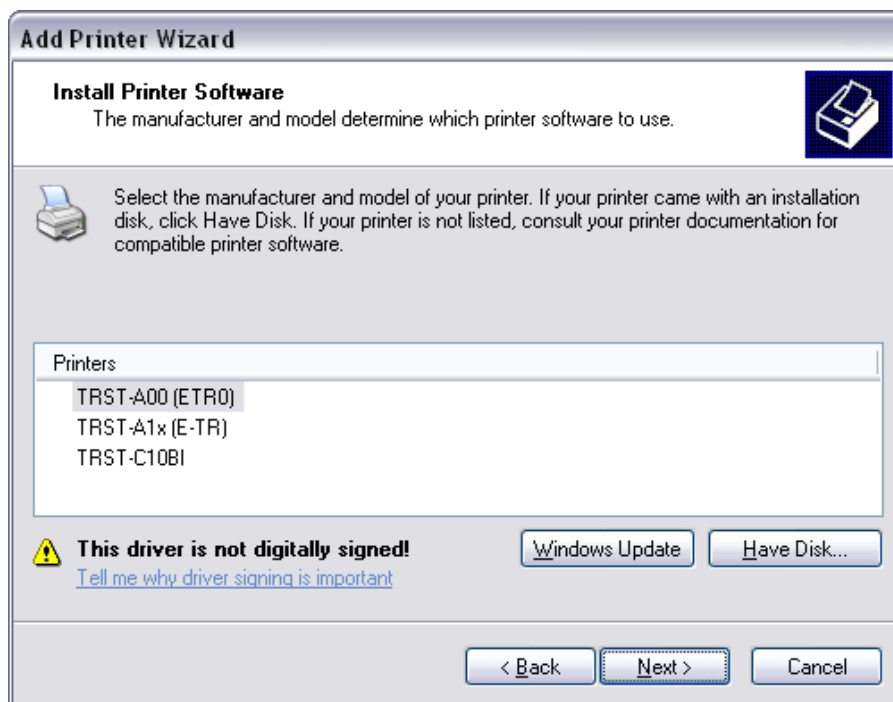 Add Printer Wizard
Install Printer Software
The manufacturer and model determine which printer software to use.
Select the manufacturer and model of your printer. If your printer came with an installation
disk, click Have Disk. If your printer is not listed, consult your printer documentation for
compatible printer software.
Printers
TRST-A00 (ETR0)
TRST-A1x (E-TR)
TRST-C10BI
This driver is not digitally signed!
Windows Update
Have Disk...
Tell me why driver signing is important
< Back
Next >
Cancel